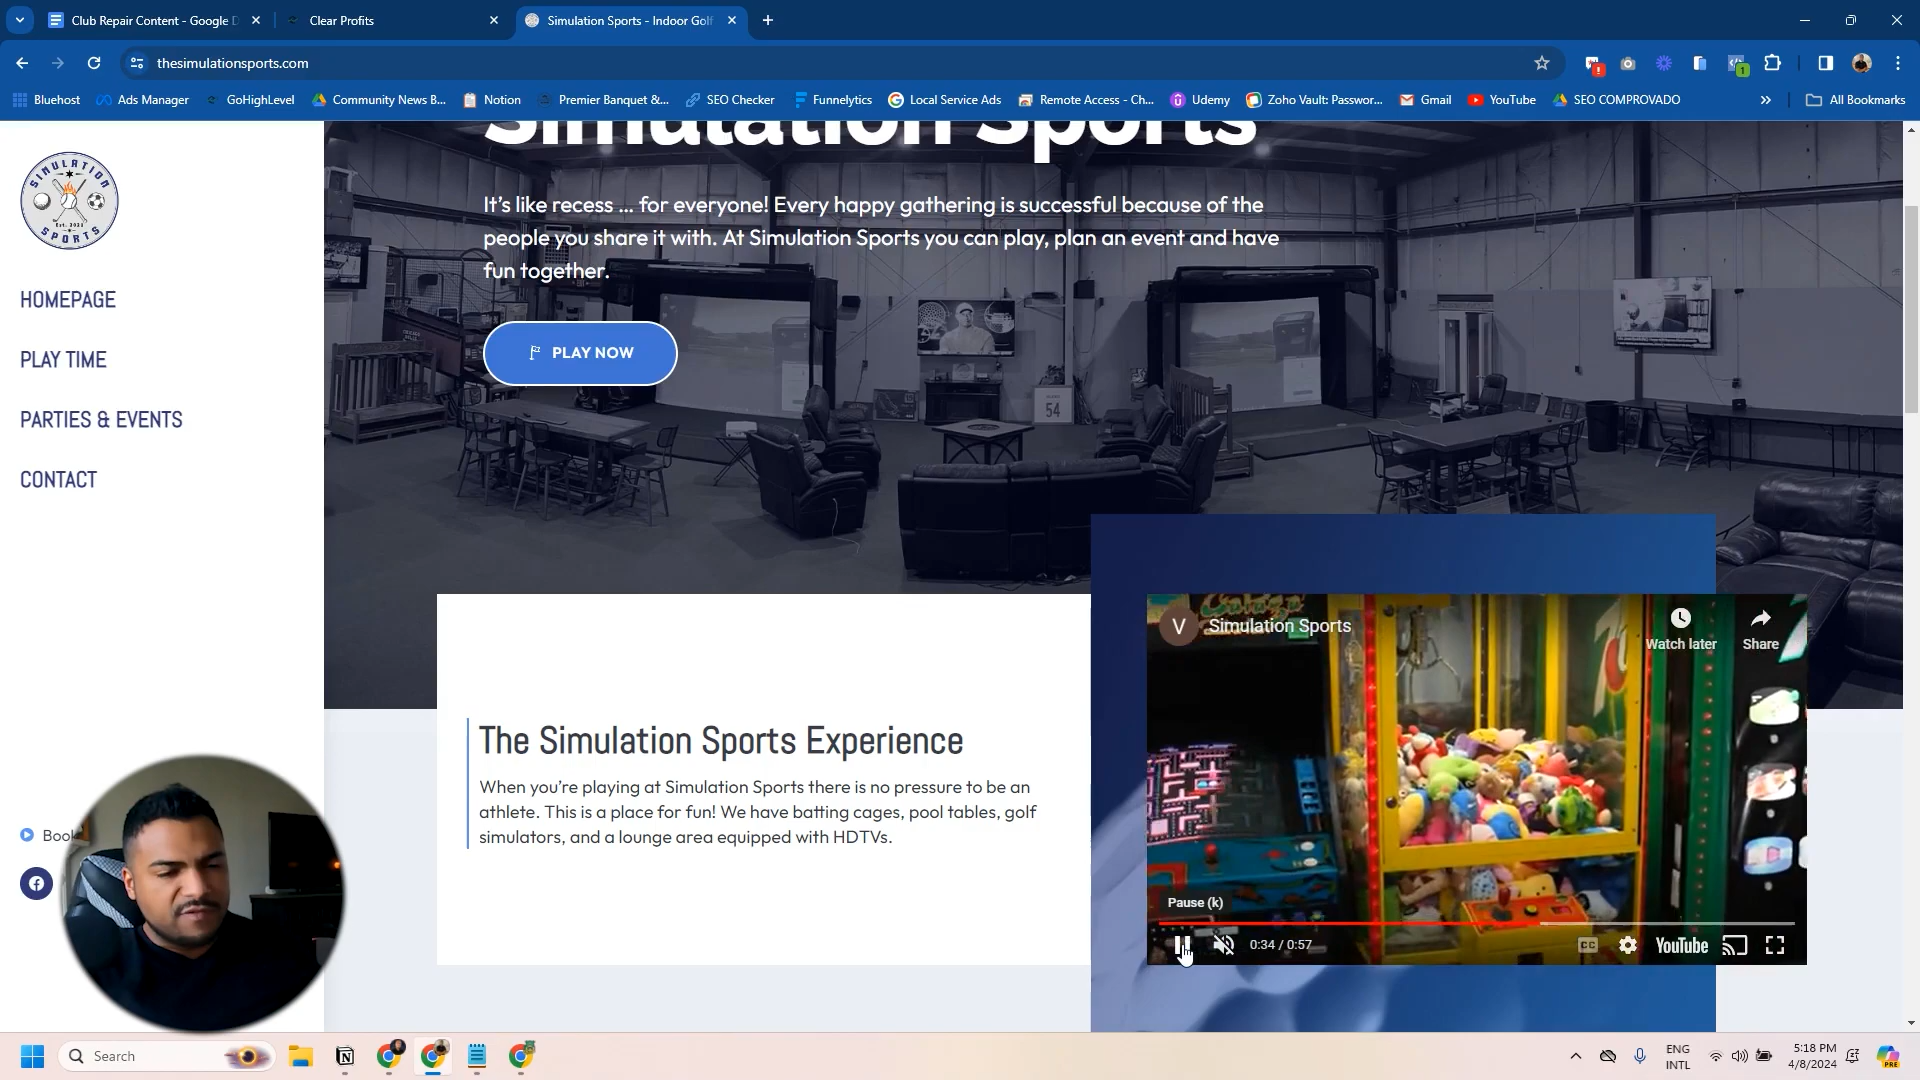 Club Repair Content - Google D
Clear Profits
Simulation Sports - Indoor Golf
thesimulationsports.com
Bluehost
Ads Manager
GoHighLevel
Community News B...
Notion
Premier Banquet &...
SEO Checker
Funnelytics
Local Service Ads
Remote Access - Ch...
Udemy
Zoho Vault: Passwor...
Gmail
YouTube
SEO COMPROVADO
All Bookmarks
SIMULATION
Est. 2021
SPORTS
HOMEPAGE
PLAY TIME
PARTIES & EVENTS
CONTACT
Book
Simulation Sports
It's like recess ... for everyone! Every happy gathering is successful because of the
people you share it with. At Simulation Sports you can play, plan an event and have
fun together.
PLAY NOW
54
The Simulation Sports Experience
When you're playing at Simulation Sports there is no pressure to be an
athlete. This is a place for fun! We have batting cages, pool tables, golf
simulators, and a lounge area equipped with HDTVs.
V
Simulation Sports
Watch later
Share
Pause (k)
0:34 / 0:57
CC
YouTube
Search
ENG
INTL
5:18 PM
4/8/2024
PRE